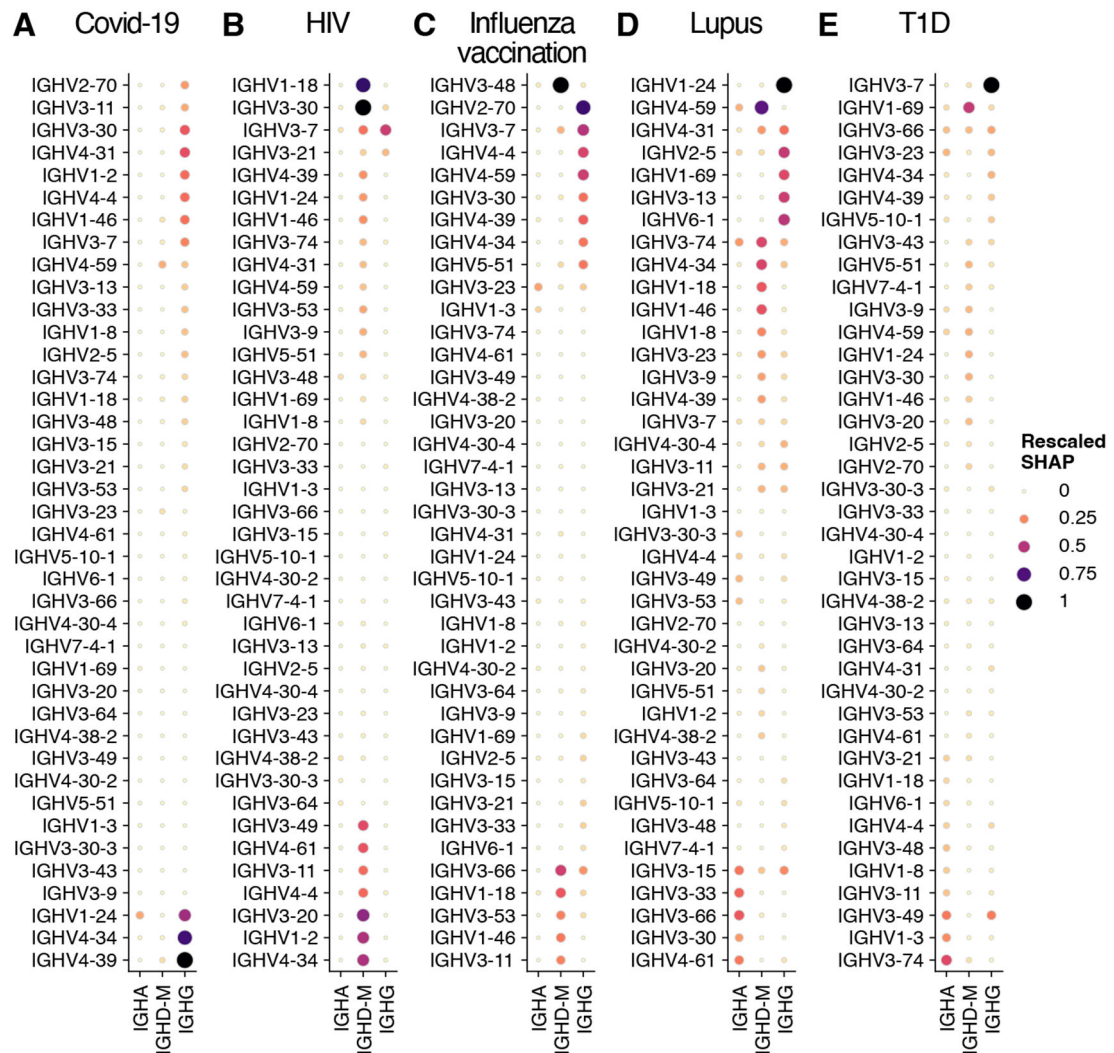 A Covid-19
IGHV2-70
IGHV3-11
IGHV3-30
IGHV4-31
IGHV1-2
IGHV4-4
IGHV1-46
IGHV3-7
IGHV4-59
IGHV3-13
IGHV3-33
IGHV1-8
IGHV2-5
IGHV3-74
IGHV1-18
IGHV3-48
IGHV3-15
IGHV3-21
IGHV3-53
IGHV3-23
IGHV4-61
IGHV5-10-1
IGHV6-1
IGHV3-66
IGHV4-30-4
IGHV7-4-1
IGHV1-69
IGHV3-20
IGHV3-64
IGHV4-38-2
IGHV3-49
IGHV4-30-2
IGHV5-51
IGHV1-3
IGHV3-30-3
IGHV3-43
IGHV3-9
IGHV1-24
IGHV4-34
IGHV4-39
IGHA
IGHD-M
IGHG
B HIV
IGHV1-18
IGHV3-30
IGHV3-7
IGHV3-21
IGHV4-39
IGHV1-24
IGHV1-46
IGHV3-74
IGHV4-31
IGHV4-59
IGHV3-53
IGHV3-9
IGHV5-51
IGHV3-48
IGHV1-69
IGHV1-8
IGHV2-70
IGHV3-33
IGHV1-3
IGHV3-66
IGHV3-15
IGHV5-10-1
IGHV4-30-2
IGHV7-4-1
IGHV6-1
IGHV3-13
IGHV2-5
IGHV4-30-4
IGHV3-23
IGHV3-43
IGHV4-38-2
IGHV3-30-3
IGHV3-64
IGHV3-49
IGHV4-61
IGHV3-11
IGHV4-4
IGHV3-20
IGHV1-2
IGHV4-34
IGHA
IGHD-M
IGHG
C Influenza
vaccination
IGHV3-48
IGHV2-70
IGHV3-7
IGHV4-4
IGHV4-59
IGHV3-30
IGHV4-39
IGHV4-34
IGHV5-51
IGHV3-23
IGHV1-3
IGHV3-74
IGHV4-61
IGHV3-49
IGHV4-38-2
IGHV3-20
IGHV4-30-4
IGHV7-4-1
IGHV3-13
IGHV3-30-3
IGHV4-31
IGHV1-24
IGHV5-10-1
IGHV3-43
IGHV1-8
IGHV1-2
IGHV4-30-2
IGHV3-64
IGHV3-9
IGHV1-69
IGHV2-5
IGHV3-15
IGHV3-21
IGHV3-33
IGHV6-1
IGHV3-66
IGHV1-18
IGHV3-53
IGHV1-46
IGHV3-11
IGHA
IGHD-M
IGHG
D Lupus
IGHV1-24
IGHV4-59
IGHV4-31
IGHV2-5
IGHV1-69
IGHV3-13
IGHV6-1
IGHV3-74
IGHV4-34
IGHV1-18
IGHV1-46
IGHV1-8
IGHV3-23
IGHV3-9
IGHV4-39
IGHV3-7
IGHV4-30-4
IGHV3-11
IGHV3-21
IGHV1-3
IGHV3-30-3
IGHV4-4
IGHV3-49
IGHV3-53
IGHV2-70
IGHV4-30-2
IGHV3-20
IGHV5-51
IGHV1-2
IGHV4-38-2
IGHV3-43
IGHV3-64
IGHV5-10-1
IGHV3-48
IGHV7-4-1
IGHV3-15
IGHV3-33
IGHV3-66
IGHV3-30
IGHV4-61
IGHA
IGHD-M
IGHG
E T1D
IGHV3-7
IGHV1-69
IGHV3-66
IGHV3-23
IGHV4-34
IGHV4-39
IGHV5-10-1
IGHV3-43
IGHV5-51
IGHV7-4-1
IGHV3-9
IGHV4-59
IGHV1-24
IGHV3-30
IGHV1-46
IGHV3-20
IGHV2-5
IGHV2-70
IGHV3-30-3
IGHV3-33
IGHV4-30-4
IGHV1-2
IGHV3-15
IGHV4-38-2
IGHV3-13
IGHV3-64
IGHV4-31
IGHV4-30-2
IGHV3-53
IGHV4-61
IGHV3-21
IGHV1-18
IGHV6-1
IGHV4-4
IGHV3-48
IGHV1-8
IGHV3-11
IGHV3-49
IGHV1-3
IGHV3-74
IGHA
IGHD-M
IGHG
Rescaled
SHAP
0
0.25
0.5
0.75
1